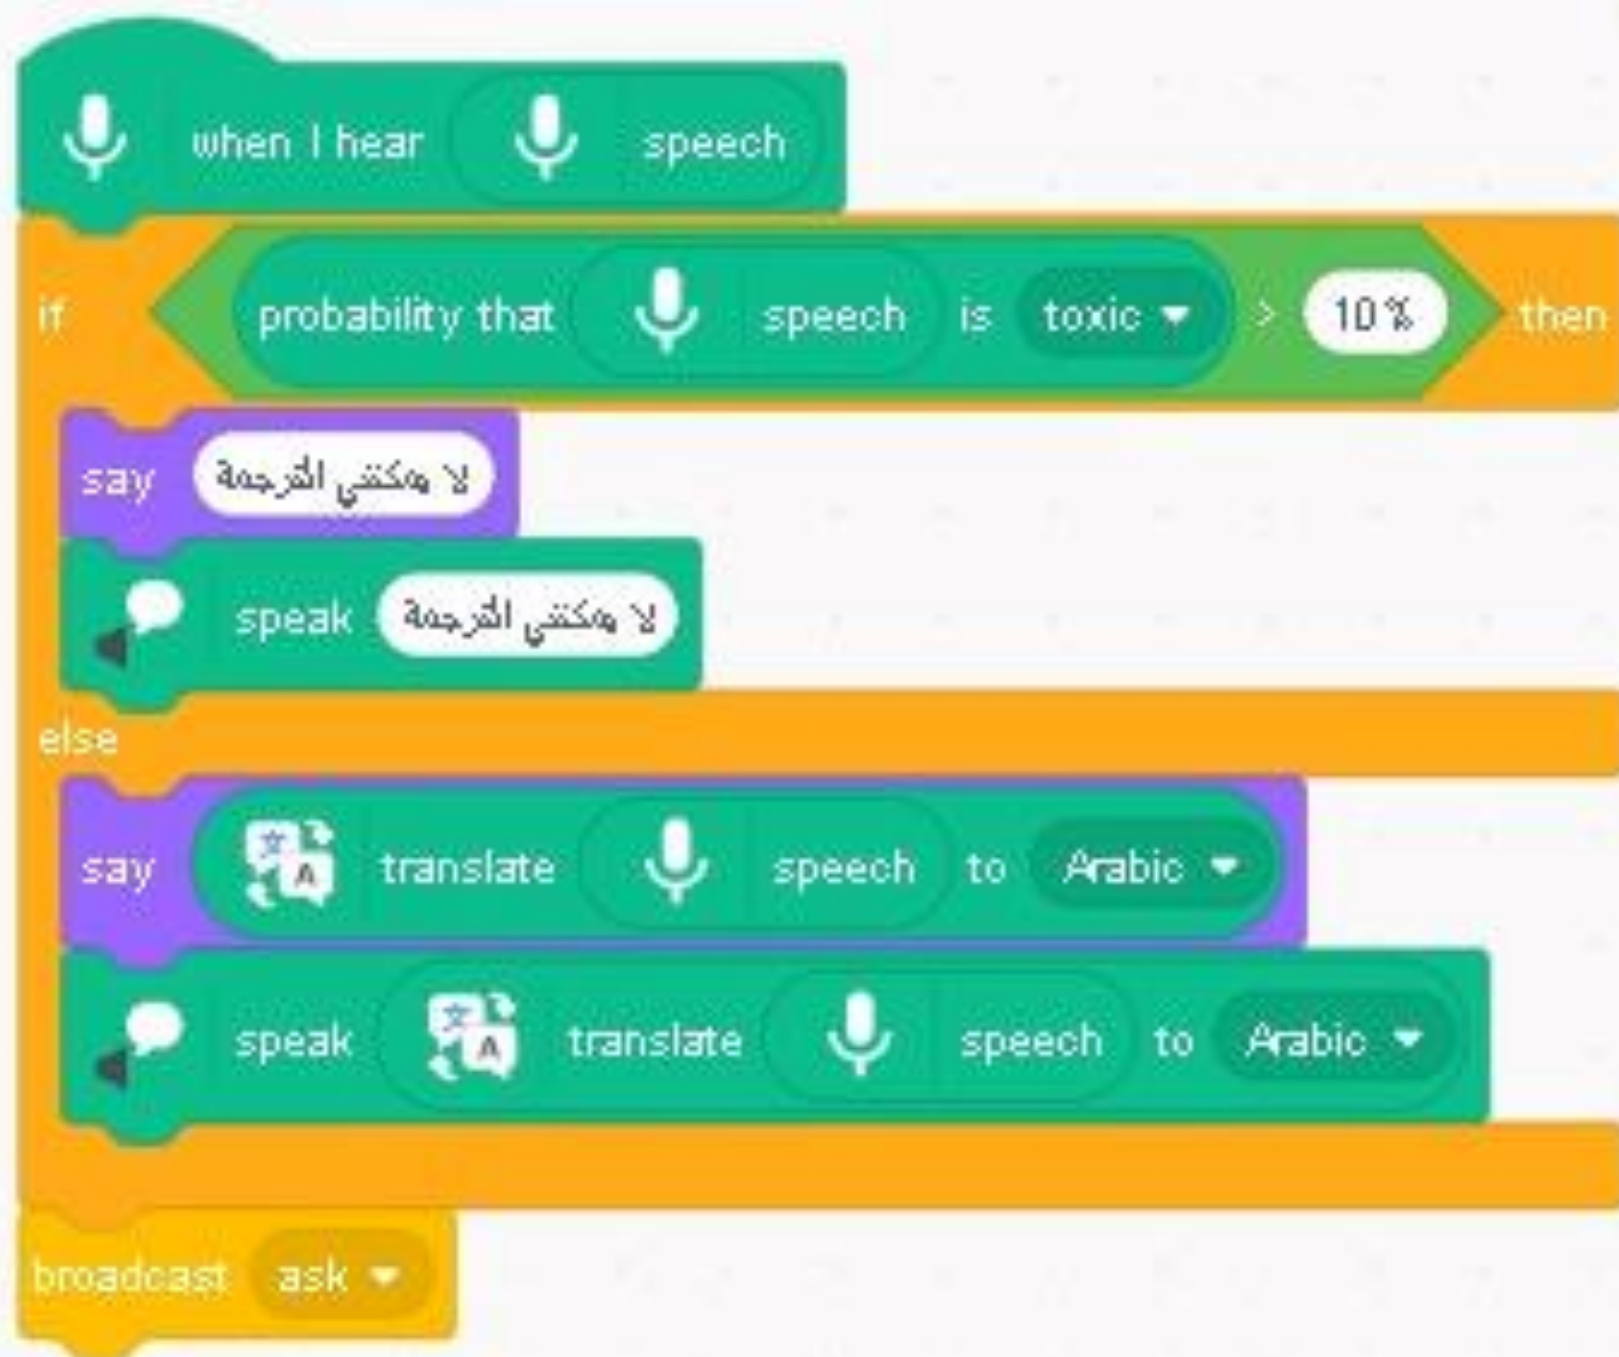 when I hear speech
if probability that speech is toxic > 10% then
say لا يمكنني الترجمة
speak لا يمكنني الترجمة
else
say translate speech to Arabic
speak translate speech to Arabic
broadcast ask